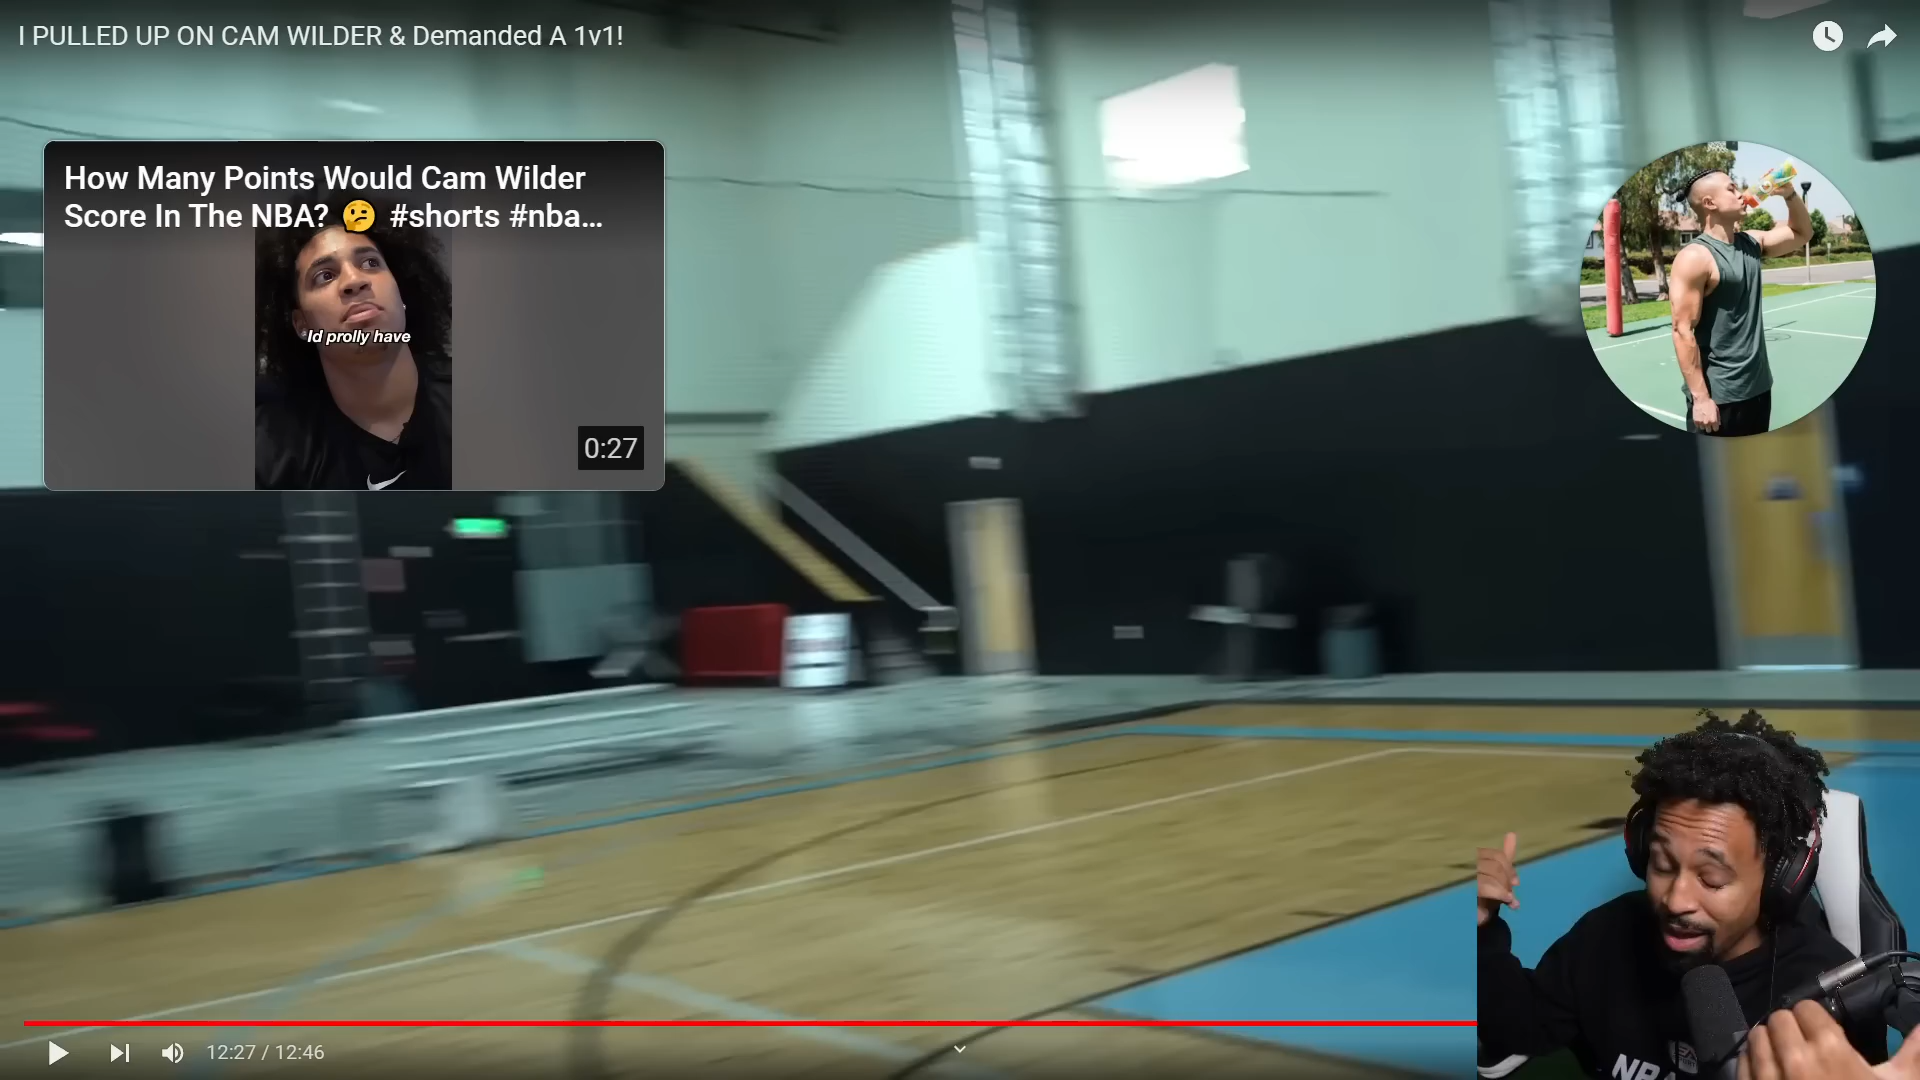 I PULLED UP ON CAM WILDER & Demanded A 1v1!
How Many Points Would Cam Wilder
Score In The NBA? 🤔 #shorts #nba...
Id prolly have
0:27
12:27 / 12:46